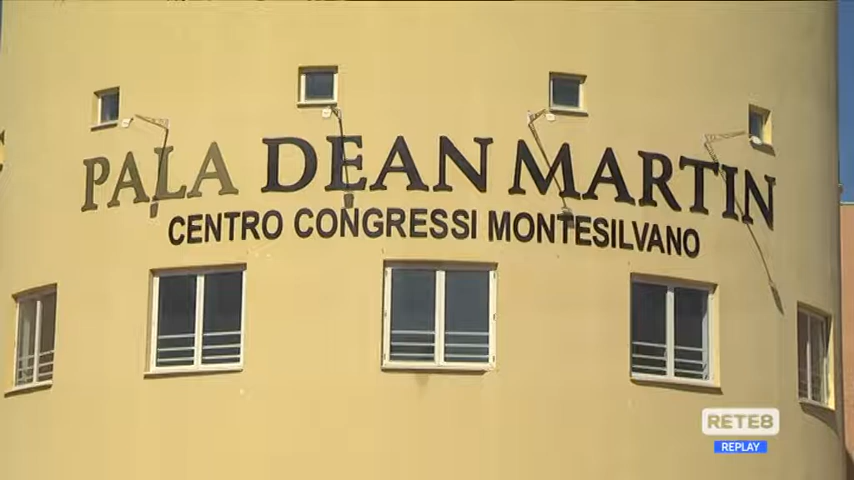 PALA DEAN MARTIN
CENTRO CONGRESSI MONTESILVANO
RETE8
REPLAY